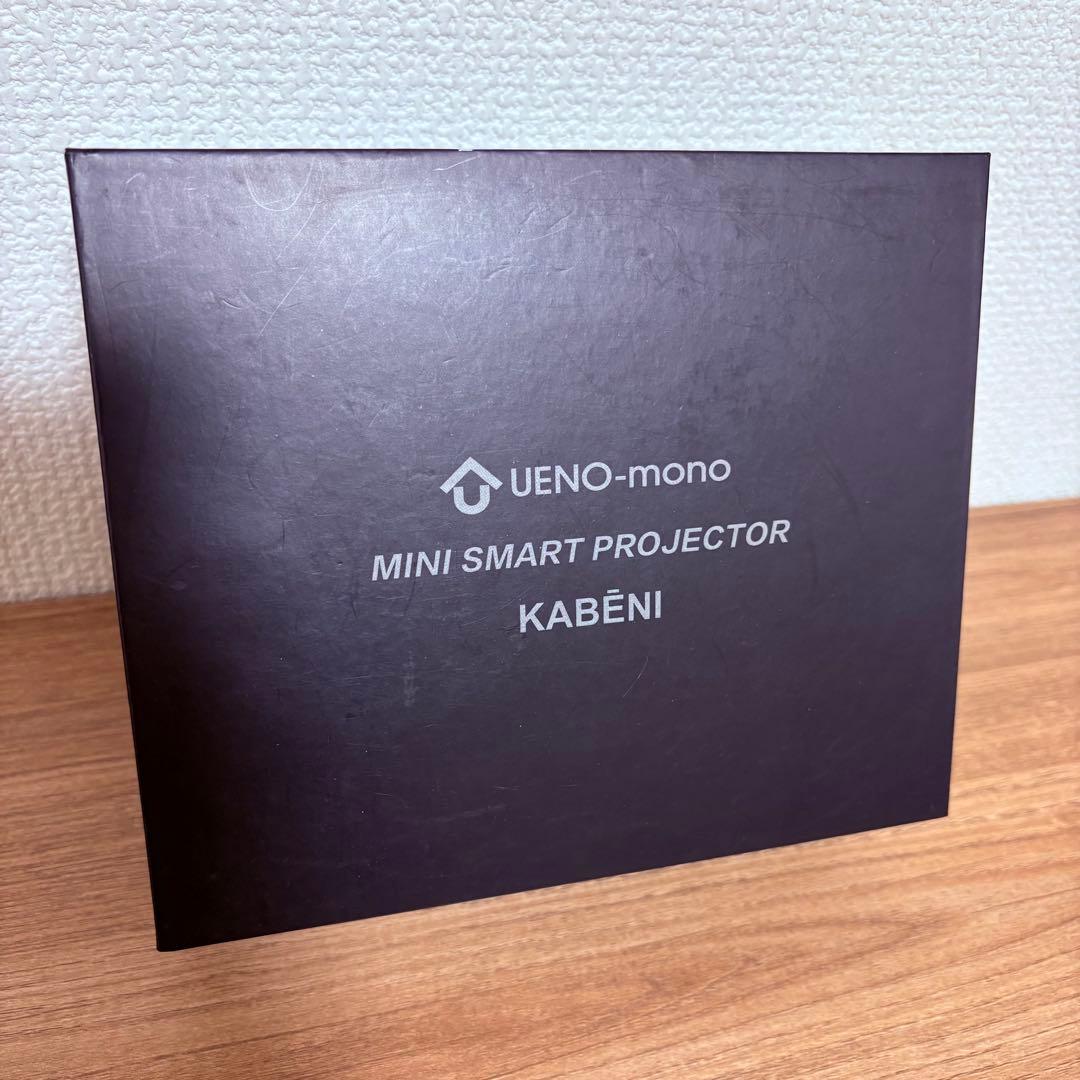 UENO-mono
MINI SMART PROJECTOR
KABĒNI